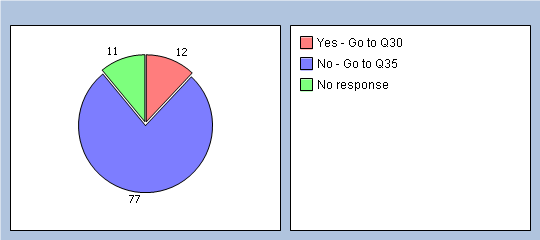 11
12
77
Yes - Go to Q30
No - Go to Q35
No response